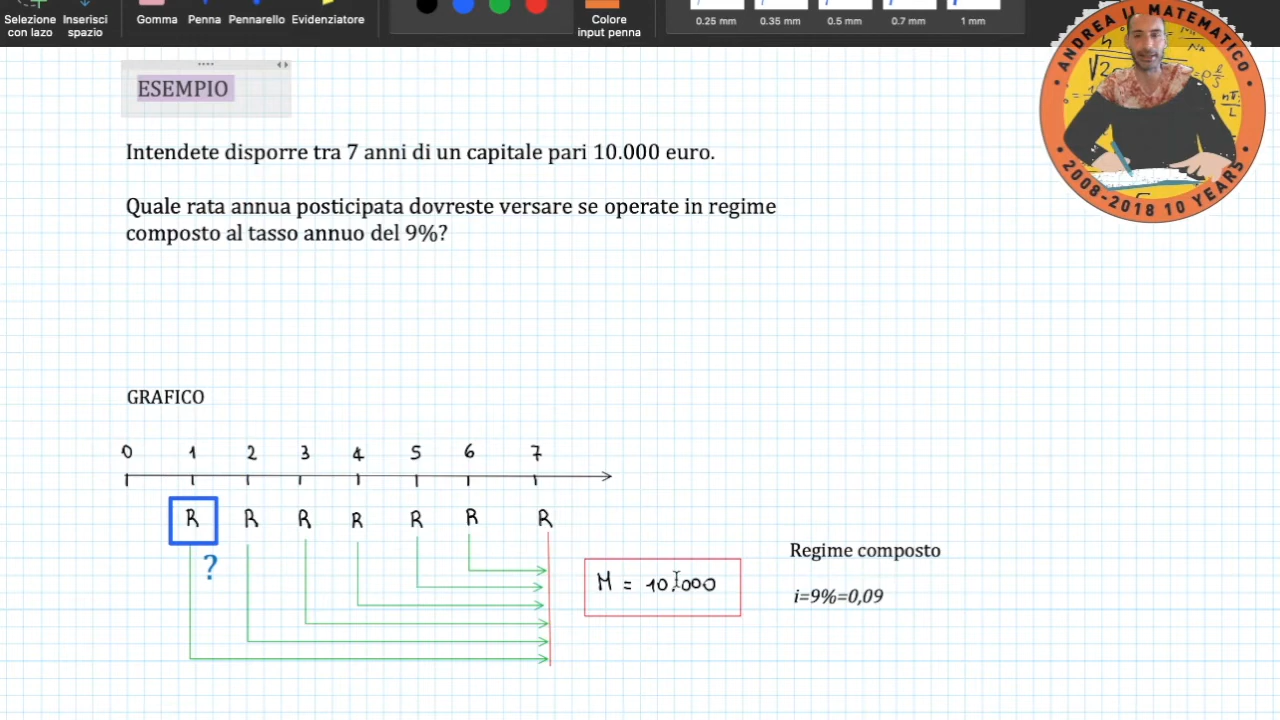 Selezione
con lazo
Inserisci
spazio
Gomma
Penna
Pennarello
Evidenziatore
Colore
input penna
0.25 mm
0.35 mm
0.5 mm
0.7 mm
1 mm
ANDREA IL MATEMATICO
2008-2018 10 YEARS
ESEMPIO
Intendete disporre tra 7 anni di un capitale pari 10.000 euro.
Quale rata annua posticipata dovreste versare se operate in regime
composto al tasso annuo del 9%?
GRAFICO
0 1 2 3 4 5 6 7
R R R R R R R
?
M = 10.000
Regime composto
i=9%=0,09